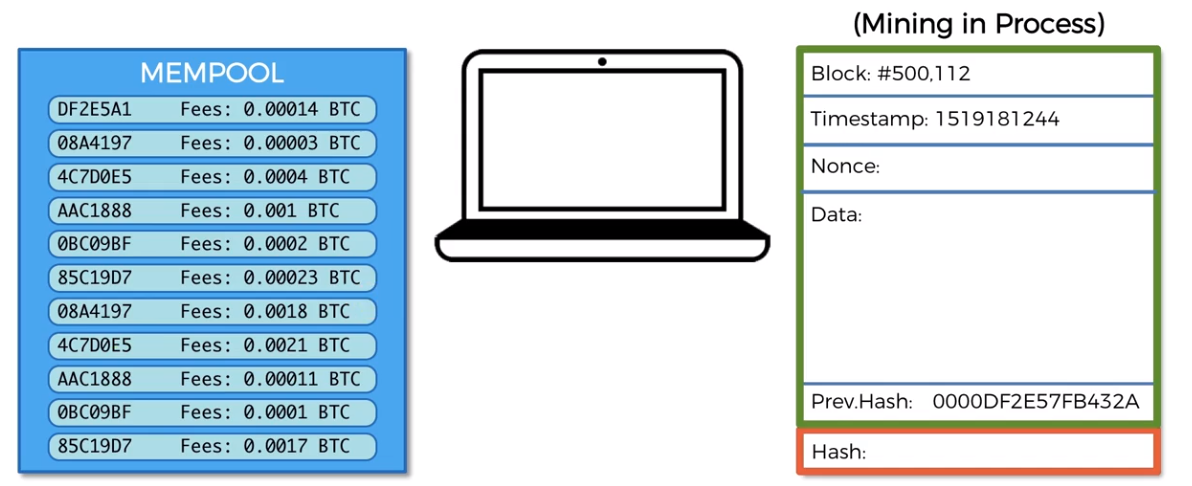 MEMPOOL
DF2E5A1 Fees: 0.00014 BTC
08A4197 Fees: 0.00003 BTC
4C7D0E5 Fees: 0.0004 BTC
AAC1888 Fees: 0.001 BTC
0BC09BF Fees: 0.0002 BTC
85C19D7 Fees: 0.00023 BTC
08A4197 Fees: 0.0018 BTC
4C7D0E5 Fees: 0.0021 BTC
AAC1888 Fees: 0.00011 BTC
0BC09BF Fees: 0.0001 BTC
85C19D7 Fees: 0.0017 BTC
(Mining in Process)
Block: #500,112
Timestamp: 1519181244
Nonce:
Data:
Prev.Hash: 0000DF2E57FB432A
Hash: